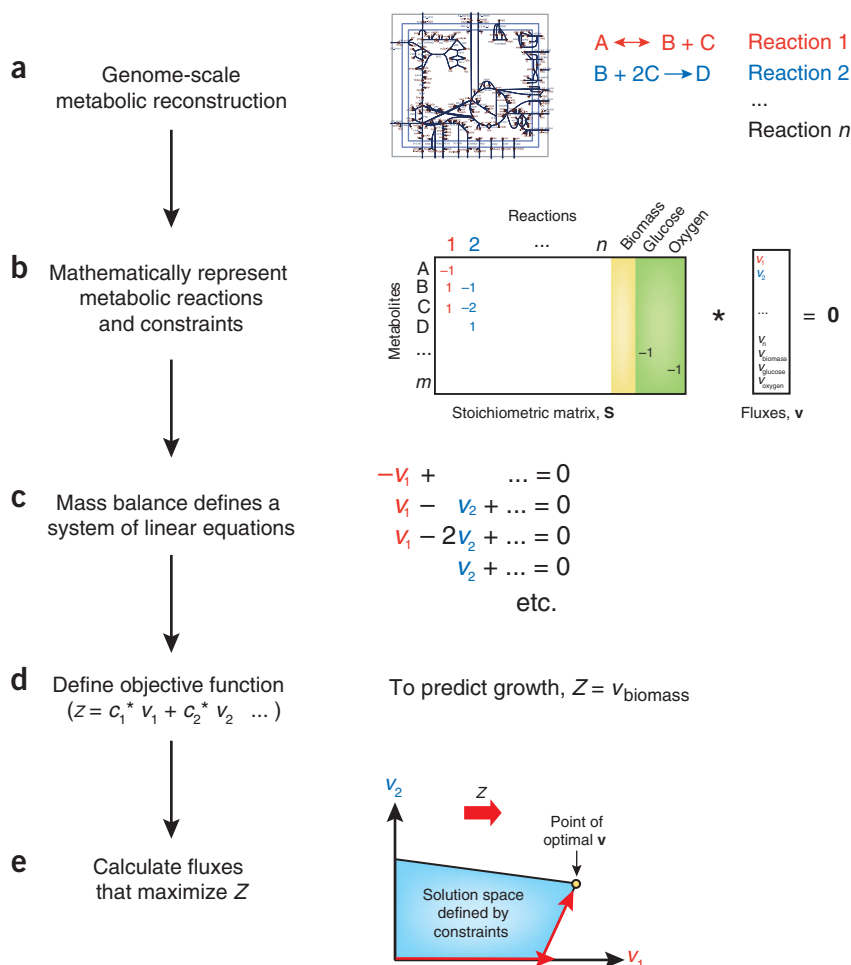 a
Genome-scale
metabolic reconstruction
A ↔ B + C Reaction 1
B + 2C → D Reaction 2
...
Reaction n
b
Mathematically represent
metabolic reactions
and constraints
Reactions
1 2 ... n Biomass Glucose Oxygen
Metabolites
A −1
B 1 −1
C 1 −2
D 1
... −1
m −1
Stoichiometric matrix, S
*
v₁
v₂
...
vₙ
v_biomass
v_glucose
v_oxygen
= 0
Fluxes, v
c
Mass balance defines a
system of linear equations
−v₁ + ... = 0
v₁ − v₂ + ... = 0
v₁ − 2v₂ + ... = 0
v₂ + ... = 0
etc.
d
Define objective function
(z = c₁* v₁ + c₂* v₂ ... )
To predict growth, Z = v_biomass
e
Calculate fluxes
that maximize Z
v₂
Z
Point of
optimal v
Solution space
defined by
constraints
v₁